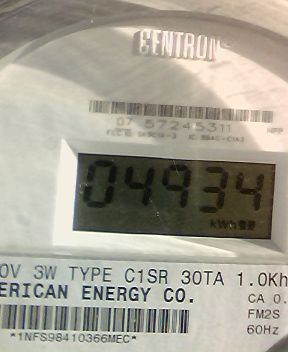 CENTRON
07 57245311
04934
kWh
0V 3W TYPE C1SR 30TA 1.0Kh
ERICAN ENERGY CO.
CA 0.
FM2S
60Hz
*1NFS98410366MEC*